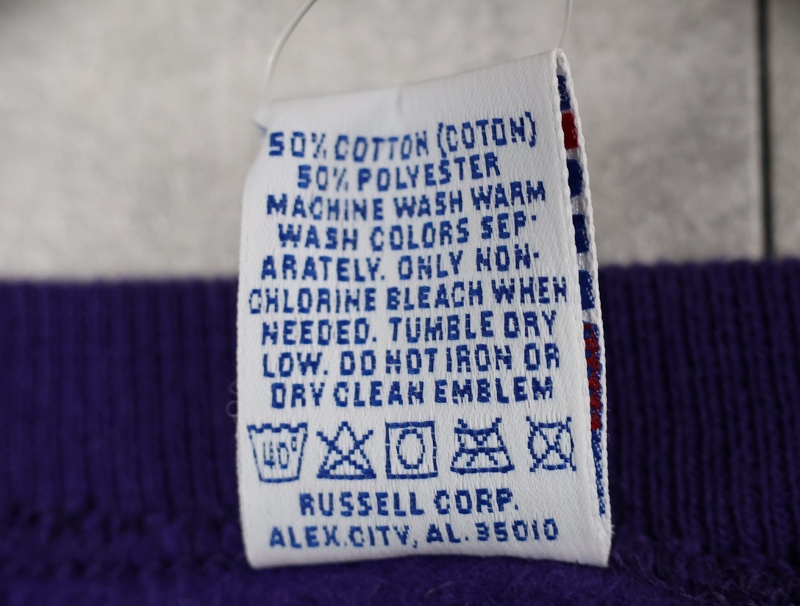 50% COTTON (COTON)
50% POLYESTER
MACHINE WASH WARM
WASH COLORS SEP-
ARATELY. ONLY NON-
CHLORINE BLEACH WHEN
NEEDED. TUMBLE DRY
LOW. DO NOT IRON OR
DRY CLEAN EMBLEM
40°
RUSSELL CORP.
ALEX.CITY, AL. 35010